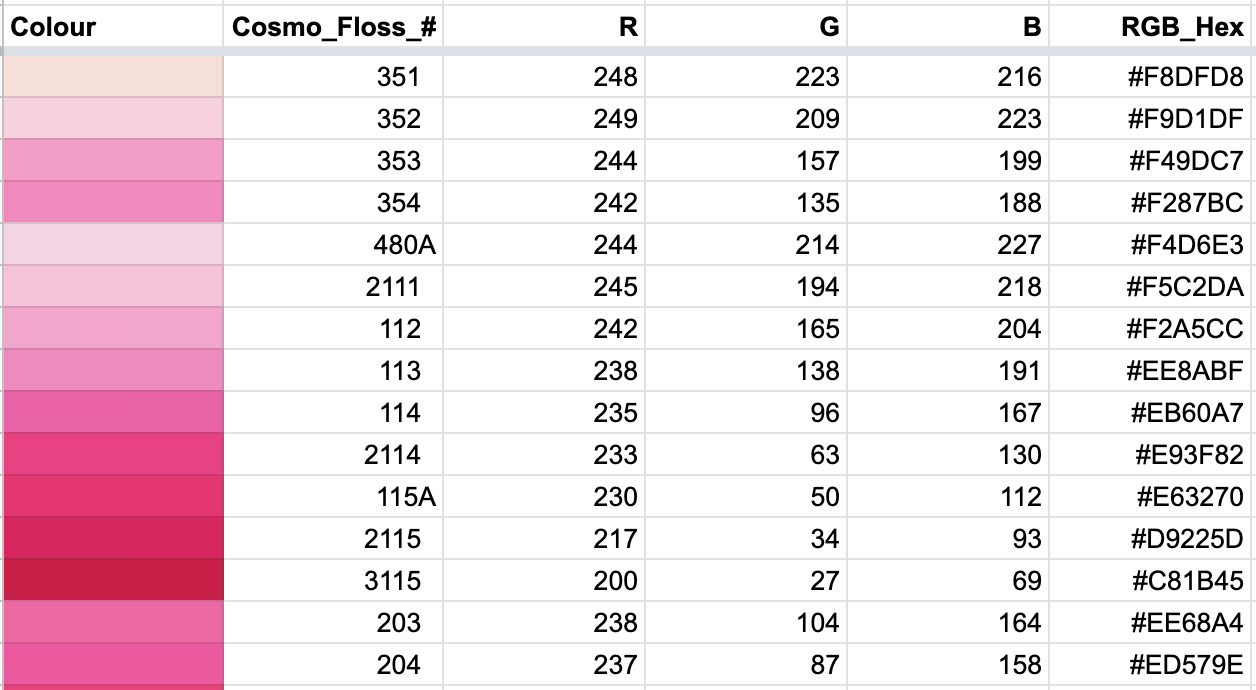 Colour Cosmo_Floss_# R G B RGB_Hex
351 248 223 216 #F8DFD8
352 249 209 223 #F9D1DF
353 244 157 199 #F49DC7
354 242 135 188 #F287BC
480A 244 214 227 #F4D6E3
2111 245 194 218 #F5C2DA
112 242 165 204 #F2A5CC
113 238 138 191 #EE8ABF
114 235 96 167 #EB60A7
2114 233 63 130 #E93F82
115A 230 50 112 #E63270
2115 217 34 93 #D9225D
3115 200 27 69 #C81B45
203 238 104 164 #EE68A4
204 237 87 158 #ED579E